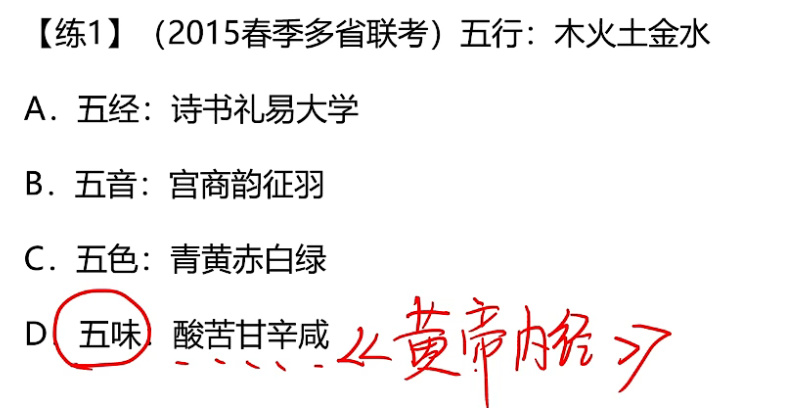 【练1】（2015春季多省联考）五行：木火土金水
A．五经：诗书礼易大学
B．五音：宫商韵征羽
C．五色：青黄赤白绿
D．五味：酸苦甘辛咸 《黄帝内经》